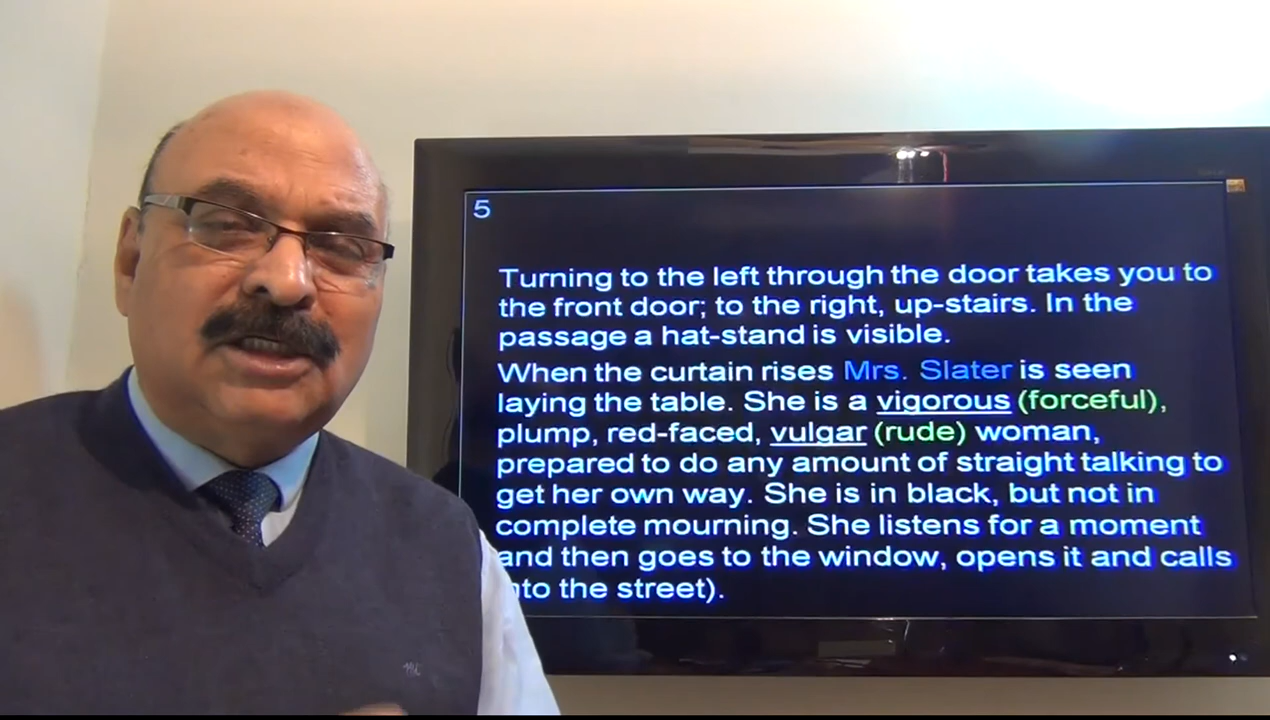 5
Turning to the left through the door takes you to
the front door; to the right, up-stairs. In the
passage a hat-stand is visible.
When the curtain rises Mrs. Slater is seen
laying the table. She is a vigorous (forceful),
plump, red-faced, vulgar (rude) woman,
prepared to do any amount of straight talking to
get her own way. She is in black, but not in
complete mourning. She listens for a moment
and then goes to the window, opens it and calls
to the street).